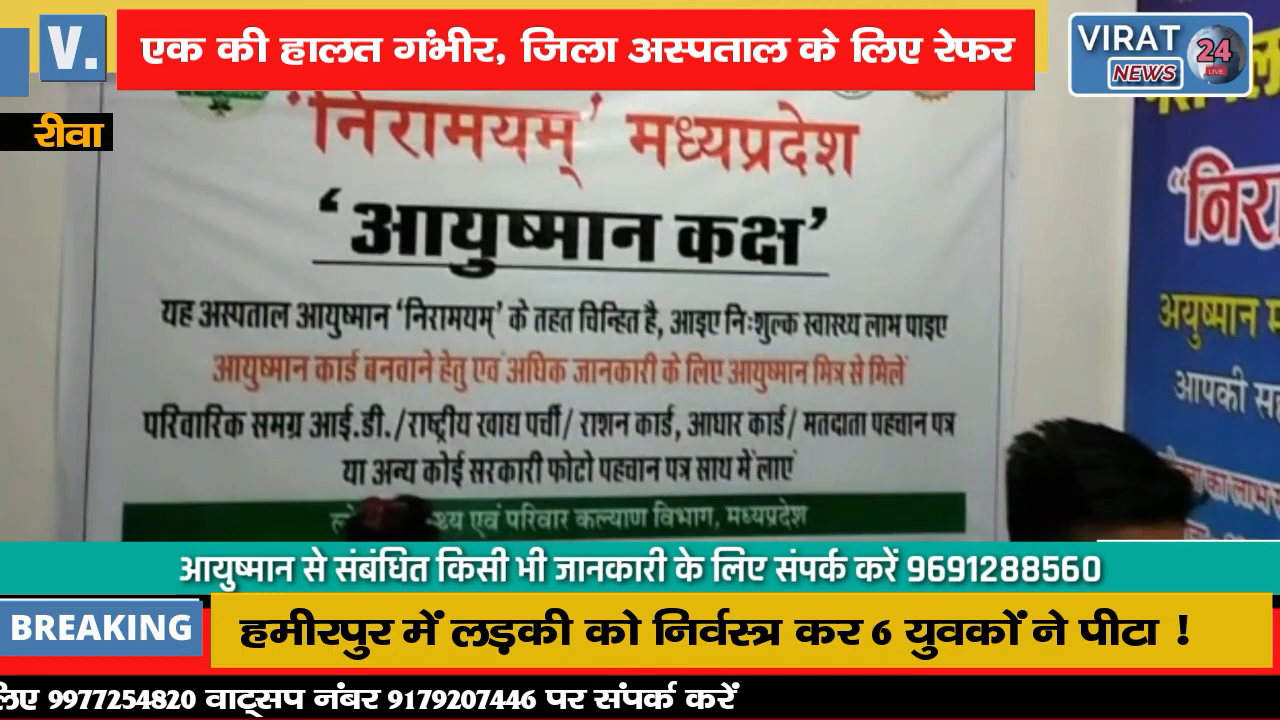 V.
एक की हालत गंभीर, जिला अस्पताल के लिए रेफर
VIRAT
24
LIVE
NEWS
रीवा
'निरामयम्' मध्यप्रदेश
'आयुष्मान कक्ष'
यह अस्पताल आयुष्मान 'निरामयम्' के तहत चिन्हित है, आइए निःशुल्क स्वास्थ्य लाभ पाइए
आयुष्मान कार्ड बनवाने हेतु एवं अधिक जानकारी के लिए आयुष्मान मित्र से मिलें
परिवारिक समग्र आई.डी./राष्ट्रीय खाद्य पर्ची/ राशन कार्ड, आधार कार्ड/ मतदाता पहचान पत्र
या अन्य कोई सरकारी फोटो पहचान पत्र साथ में लाएं
एवं परिवार कल्याण विभाग, मध्यप्रदेश
"निर
अयुष्मान
आपकी
का लाभ
आयुष्मान से संबंधित किसी भी जानकारी के लिए संपर्क करें 9691288560
BREAKING
हमीरपुर में लड़की को निर्वस्त्र कर 6 युवकों ने पीटा !
लिए 9977254820 वाट्सप नंबर 9179207446 पर संपर्क करें